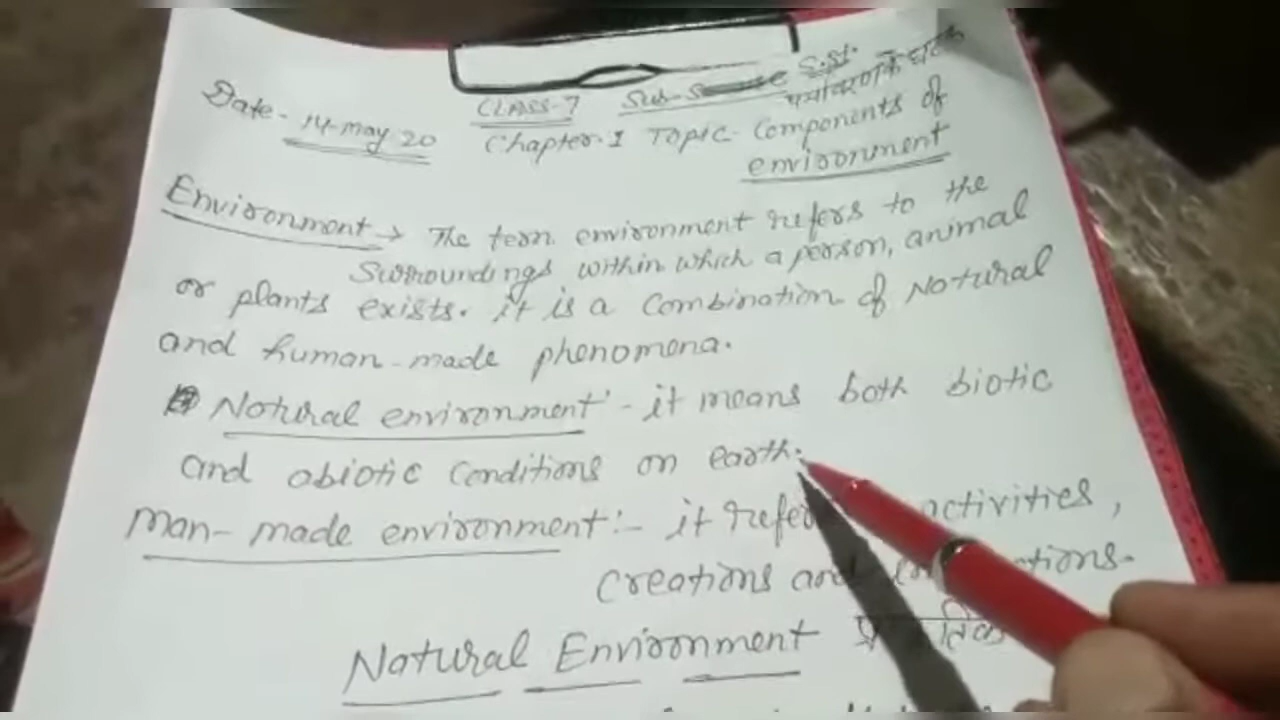 Date- 14-may 20 CLASS-7 Sub- S.St.
पर्यावरण के घटक
Chapter-1 Topic- Components of
environment
Environment → The term environment refers to the
Surroundings within which a person, animal
or plants exists. it is a Combination of Natural
and human-made phenomena.
Natural environment:- it means both biotic
and abiotic Conditions on earth.
Man-made environment:- it activities,
Creations and
Natural Environment